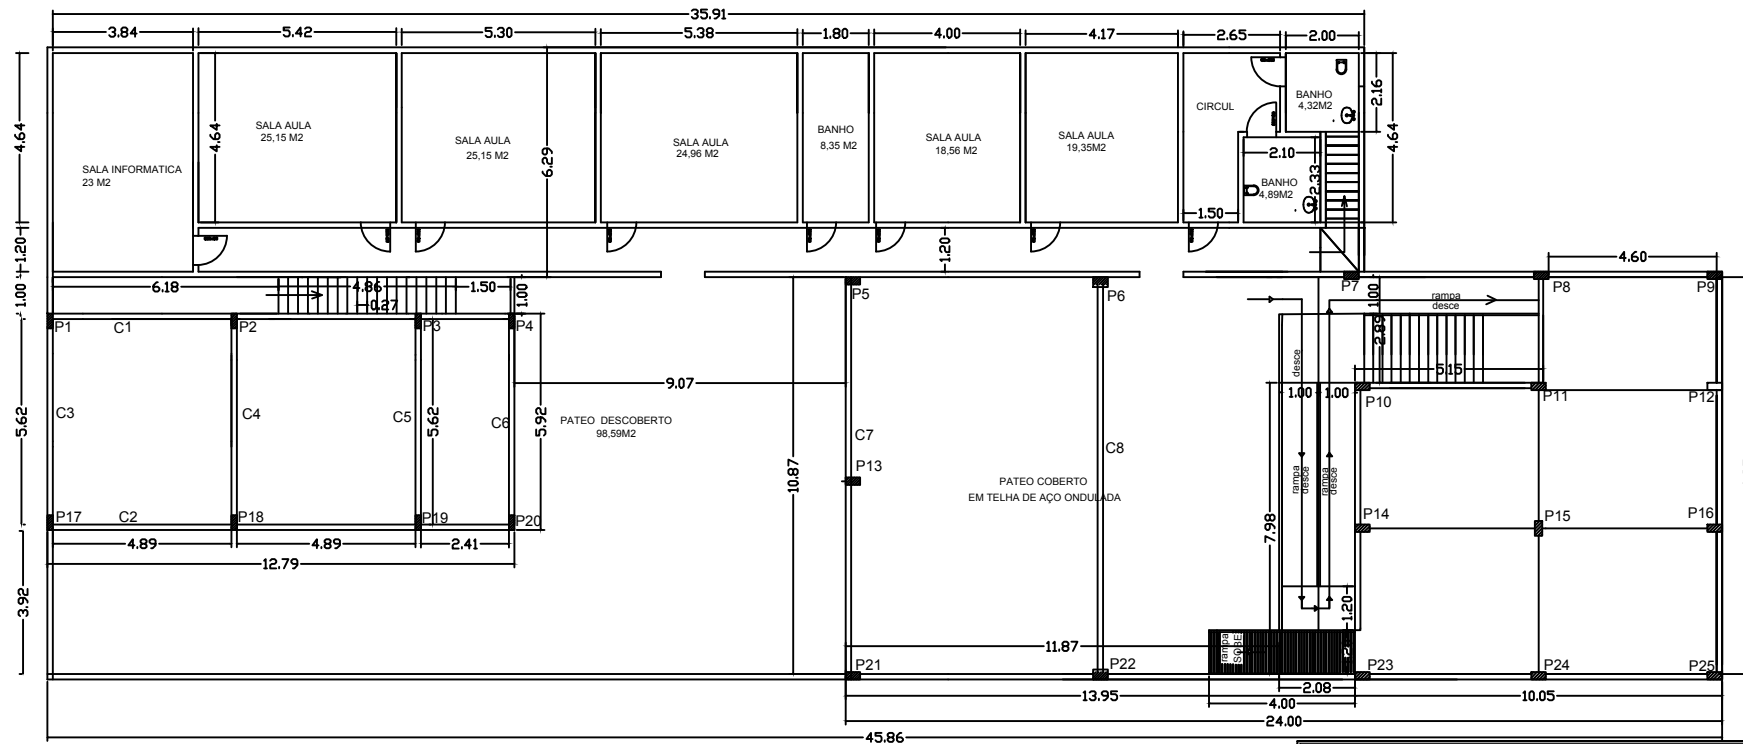 35.91
3.84
5.42
5.30
5.38
1.80
4.00
4.17
2.65
2.00
4.64
4.64
6.29
SALA AULA
25,15 M2
SALA AULA
25,15 M2
SALA AULA
24,96 M2
BANHO
8,35 M2
SALA AULA
18,56 M2
SALA AULA
19,35M2
CIRCUL
BANHO
4,32M2
2.16
4.64
SALA INFORMATICA
23 M2
2.10
2.33
BANHO
4,89M2
1.50
1.20
1.20
4.60
1.00
6.18
4.86
1.50
1.00
0.27
P5
P6
P7
P8
P9
1.00
rampa
desce
P1
C1
P2
P3
P4
2.89
5.15
desce
9.07
1.00
1.00
P10
P11
P12
5.62
C3
C4
C5
5.62
C6
5.92
PATEO DESCOBERTO
98,59M2
C7
C8
P13
10.87
PATEO COBERTO
EM TELHA DE AÇO ONDULADA
rampa
desce
rampa
desce
7.98
P17
C2
P18
P19
P20
P14
P15
P16
4.89
4.89
2.41
12.79
3.92
1.20
11.87
rampa
SOBE
P21
P22
P23
P24
P25
2.08
13.95
10.05
4.00
24.00
45.86